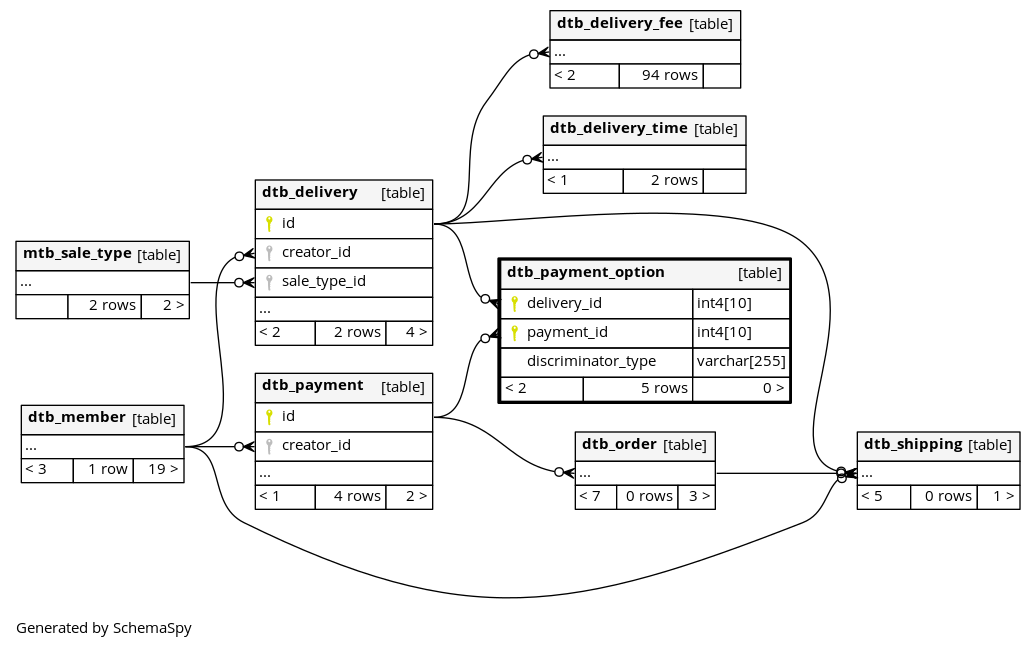 dtb_delivery_fee [table]
...
< 2 94 rows
dtb_delivery_time [table]
...
< 1 2 rows
dtb_delivery [table]
id
creator_id
sale_type_id
...
< 2 2 rows 4 >
mtb_sale_type [table]
...
2 rows 2 >
dtb_payment_option [table]
delivery_id int4[10]
payment_id int4[10]
discriminator_type varchar[255]
< 2 5 rows 0 >
dtb_payment [table]
id
creator_id
...
< 1 4 rows 2 >
dtb_member [table]
...
< 3 1 row 19 >
dtb_order [table]
...
< 7 0 rows 3 >
dtb_shipping [table]
...
< 5 0 rows 1 >
Generated by SchemaSpy